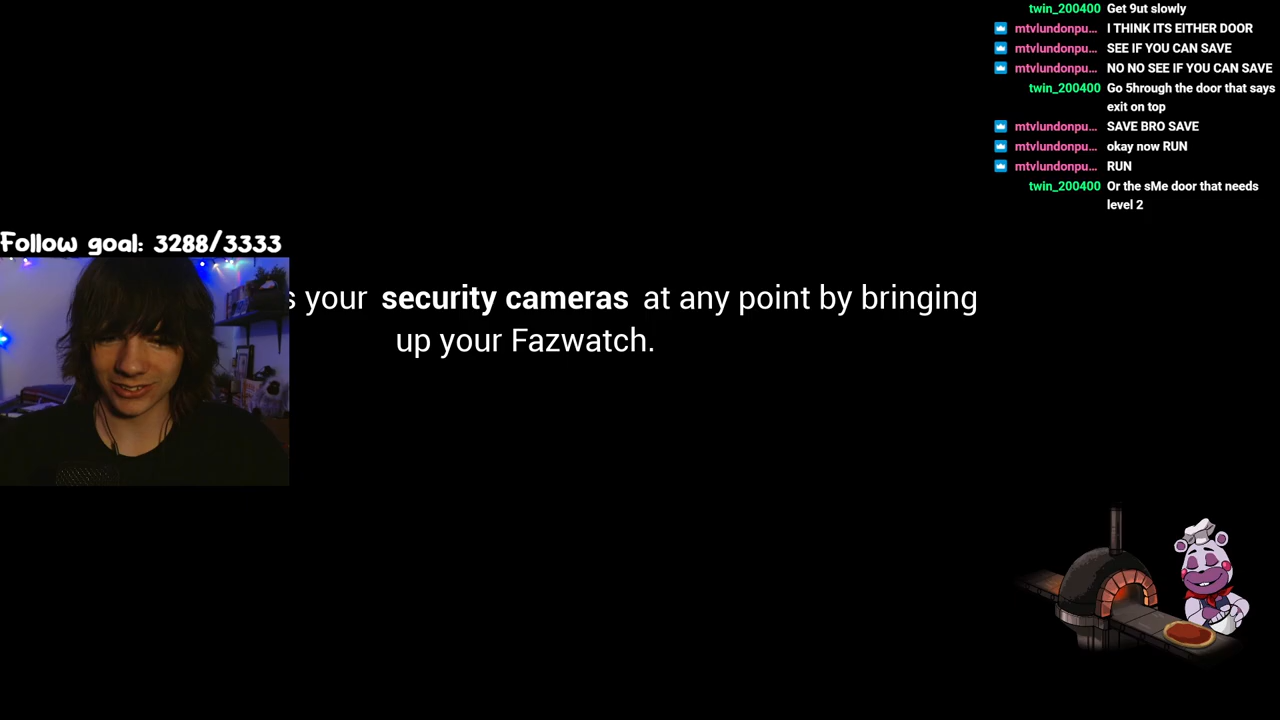 twin_200400 Get 9ut slowly
mtvlundonpu... I THINK ITS EITHER DOOR
mtvlundonpu... SEE IF YOU CAN SAVE
mtvlundonpu... NO NO SEE IF YOU CAN SAVE
twin_200400 Go 5hrough the door that says
exit on top
mtvlundonpu... SAVE BRO SAVE
mtvlundonpu... okay now RUN
mtvlundonpu... RUN
twin_200400 Or the sMe door that needs
level 2
Follow goal: 3288/3333
s your security cameras at any point by bringing
up your Fazwatch.